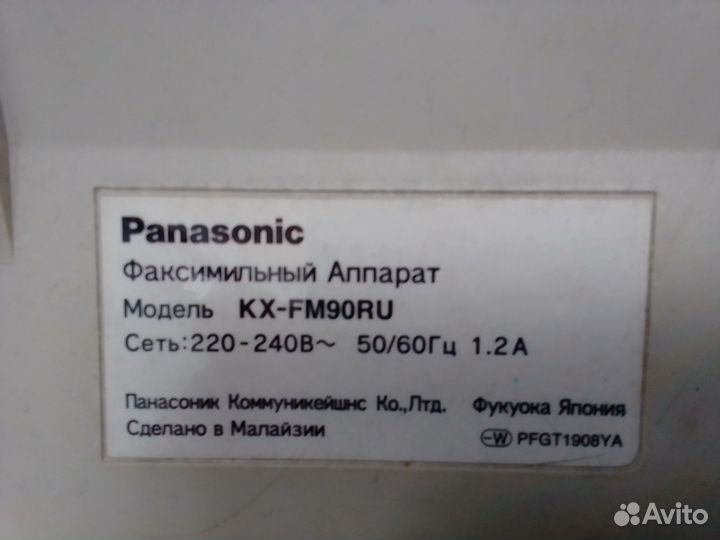 Panasonic
Факсимильный Аппарат
Модель KX-FM90RU
Сеть:220-240В~ 50/60Гц 1.2А
Панасоник Коммуникейшнс Ко.,Лтд. Фукуока Япония
Сделано в Малайзии
W PFGT1908YA
Avito